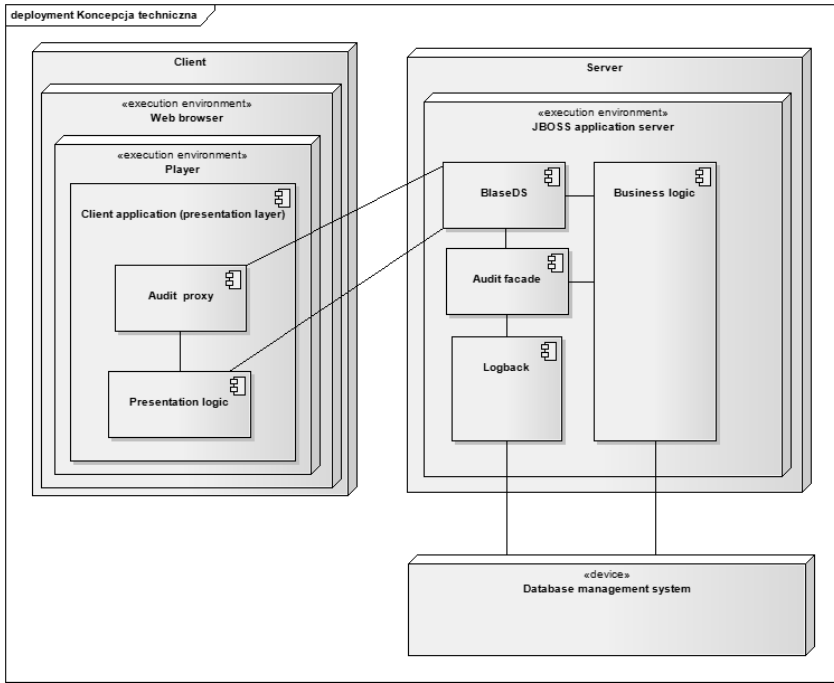 deployment Koncepcja techniczna
Client
«execution environment»
Web browser
«execution environment»
Player
Client application (presentation layer)
Audit proxy
Presentation logic
Server
«execution environment»
JBOSS application server
BlaseDS
Business logic
Audit facade
Logback
«device»
Database management system